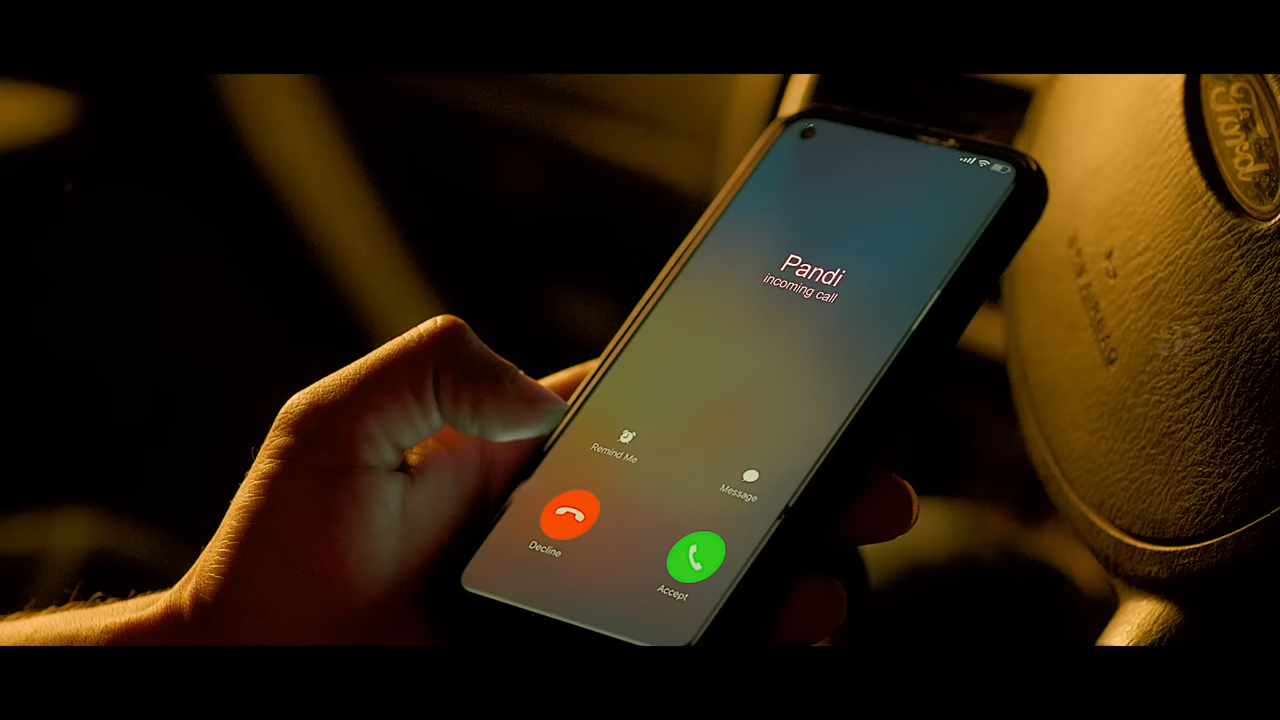 Pandi
incoming call
Remind Me
Message
Decline
Accept
Ford